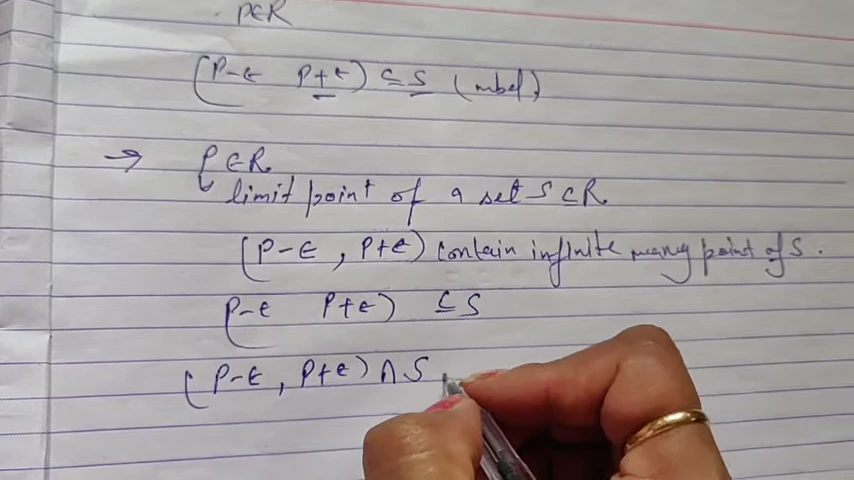 P∈R
(P-∈ P+∈) ⊆ S (nbd)
→ P∈R
limit point of a set S⊆R.
(P-∈, P+∈) contain infinite many point of S.
(P-∈ P+∈) ⊆ S
(P-∈, P+∈) ∩ S